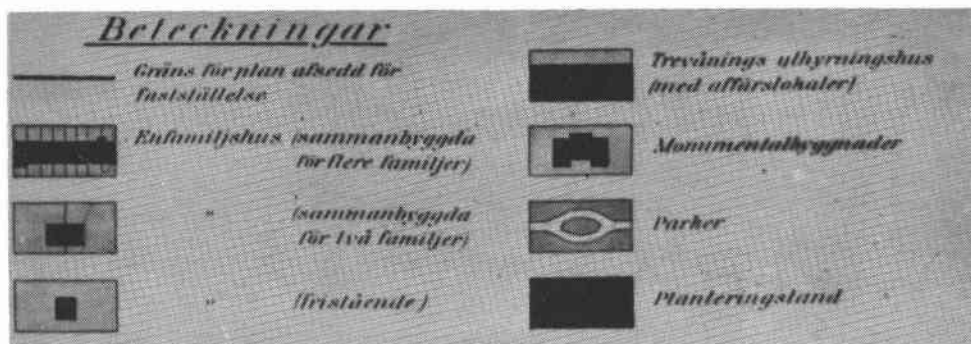 Beteckningar
Gräns för plan afsedd för
fastställelse
Enfamiljshus (sammanbyggda
för flere familjer)
" (sammanbyggda
för två familjer)
" (fristående)
Trevånings uthyrningshus
(med affärslokaler)
Monumentalbyggnader
Parker
Planteringsland